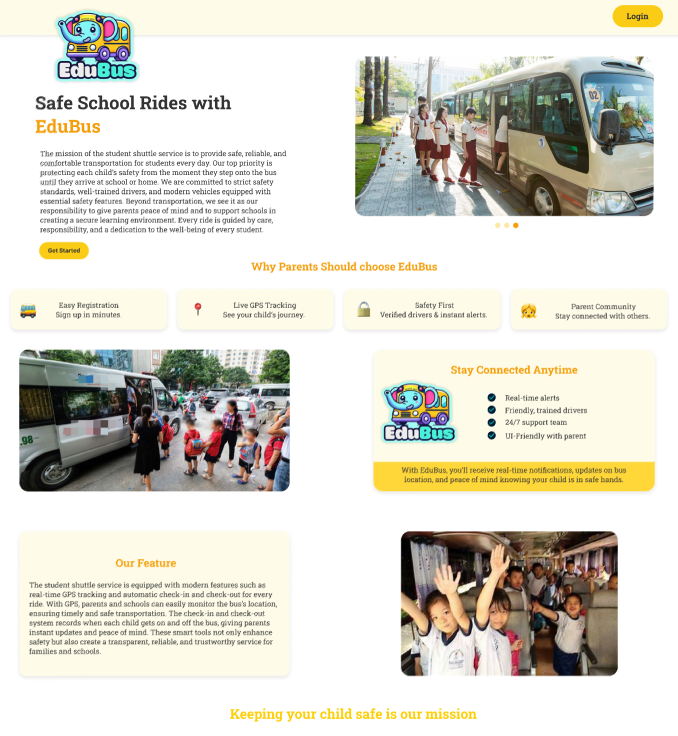 Login
EduBus
Safe School Rides with
EduBus
The mission of the student shuttle service is to provide safe, reliable, and
comfortable transportation for students every day. Our top priority is
protecting each child's safety from the moment they step onto the bus
until they arrive at school or home. We are committed to strict safety
standards, well-trained drivers, and modern vehicles equipped with
essential safety features. Beyond transportation, we see it as our
responsibility to give parents peace of mind and to support schools in
creating a secure learning environment. Every ride is guided by care,
responsibility, and a dedication to the well-being of every student.
Get Started
02
Why Parents Should choose EduBus
Easy Registration
Sign up in minutes.
Live GPS Tracking
See your child's journey.
Safety First
Verified drivers & instant alerts.
Parent Community
Stay connected with others.
98
Stay Connected Anytime
EduBus
Real-time alerts
Friendly, trained drivers
24/7 support team
UI-Friendly with parent
With EduBus, you'll receive real-time notifications, updates on bus
location, and peace of mind knowing your child is in safe hands.
Our Feature
The student shuttle service is equipped with modern features such as
real-time GPS tracking and automatic check-in and check-out for every
ride. With GPS, parents and schools can easily monitor the bus's location,
ensuring timely and safe transportation. The check-in and check-out
system records when each child gets on and off the bus, giving parents
instant updates and peace of mind. These smart tools not only enhance
safety but also create a transparent, reliable, and trustworthy service for
families and schools.
Keeping your child safe is our mission